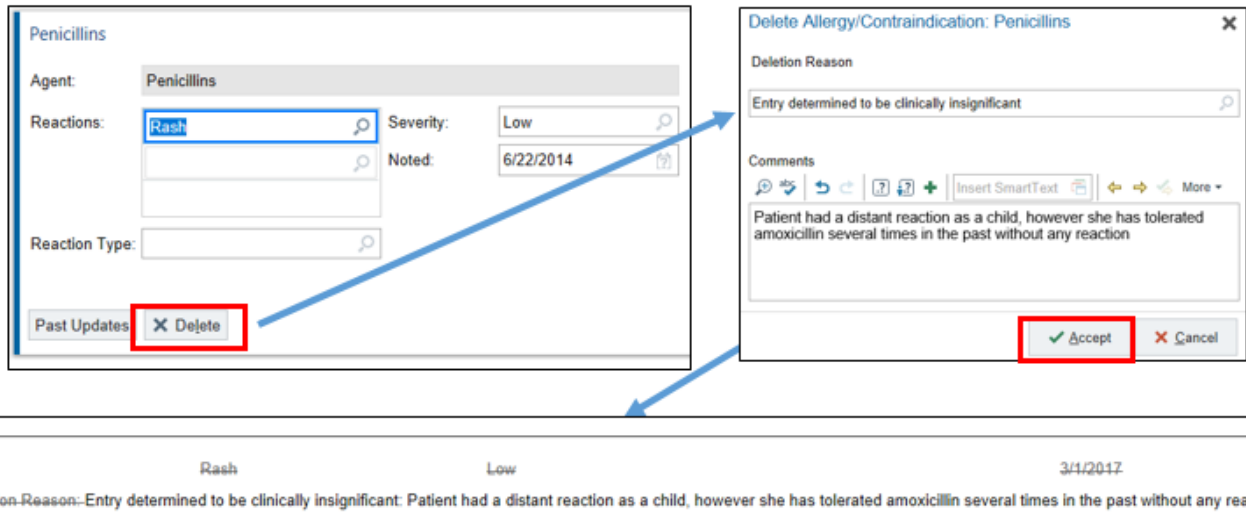 Penicillins
Agent: Penicillins
Reactions: Rash Severity: Low
Noted: 6/22/2014
Reaction Type:
Past Updates Delete
Delete Allergy/Contraindication: Penicillins
Deletion Reason
Entry determined to be clinically insignificant
Comments
Insert SmartText More
Patient had a distant reaction as a child, however she has tolerated
amoxicillin several times in the past without any reaction
Accept Cancel
Rash Low 3/1/2017
on Reason: Entry determined to be clinically insignificant: Patient had a distant reaction as a child, however she has tolerated amoxicillin several times in the past without any rea